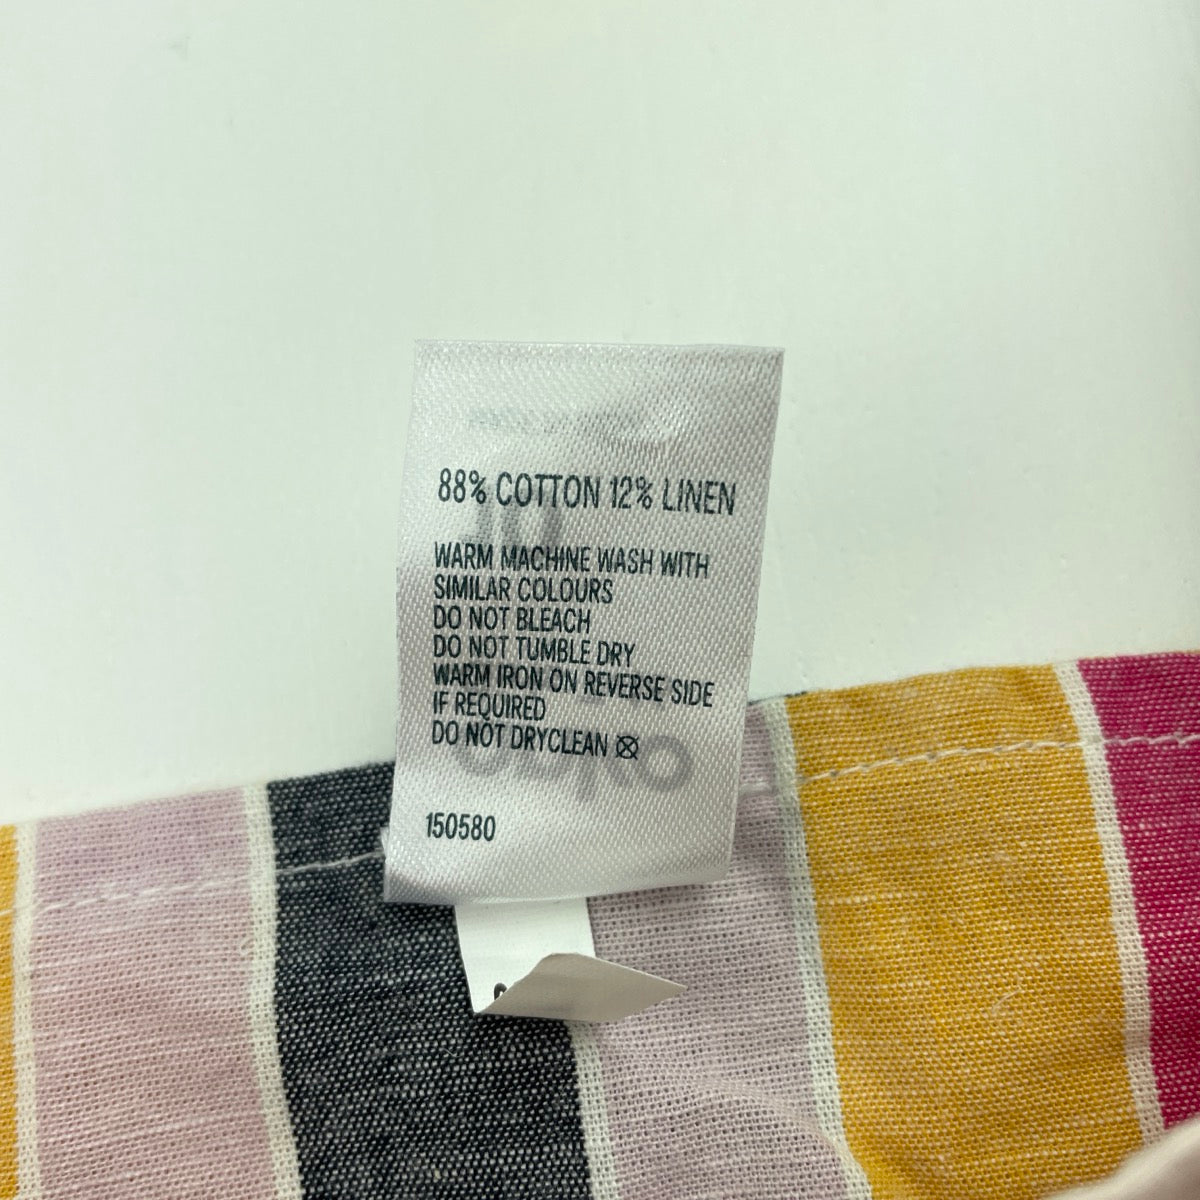 88% COTTON 12% LINEN
WARM MACHINE WASH WITH
SIMILAR COLOURS
DO NOT BLEACH
DO NOT TUMBLE DRY
WARM IRON ON REVERSE SIDE
IF REQUIRED
DO NOT DRYCLEAN
150580